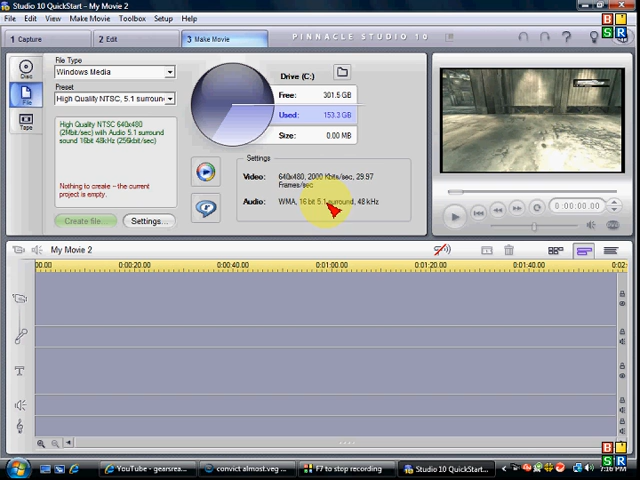 Studio 10 QuickStart - My Movie 2
File Edit View Make Movie Toolbox Setup Help
1 Capture 2 Edit 3 Make Movie PINNACLE STUDIO 10
B
S R
Disc
File
Tape
File Type
Windows Media
Preset
High Quality NTSC, 5.1 surroun
High Quality NTSC 640x480
(2Mbit/sec) with Audio 5.1 surround
sound 16bit 48kHz (256kbit/sec)
Nothing to create - the current
project is empty.
Create file... Settings...
Drive (C:)
Free: 301.5 GB
Used: 153.3 GB
Size: 0.00 MB
Settings
Video: 640x480, 2000 Kbits/sec, 29.97
Frames/sec
Audio: WMA, 16 bit 5.1 surround, 48 kHz
0:00:00.00
My Movie 2
00.00 0:00:20.00 0:00:40.00 0:01:00.00 0:01:20.00 0:01:40.00 0:02:
T
B
S R
YouTube - gearsrea... convict almost.veg ... F7 to stop recording Studio 10 QuickStart... 7:16 PM